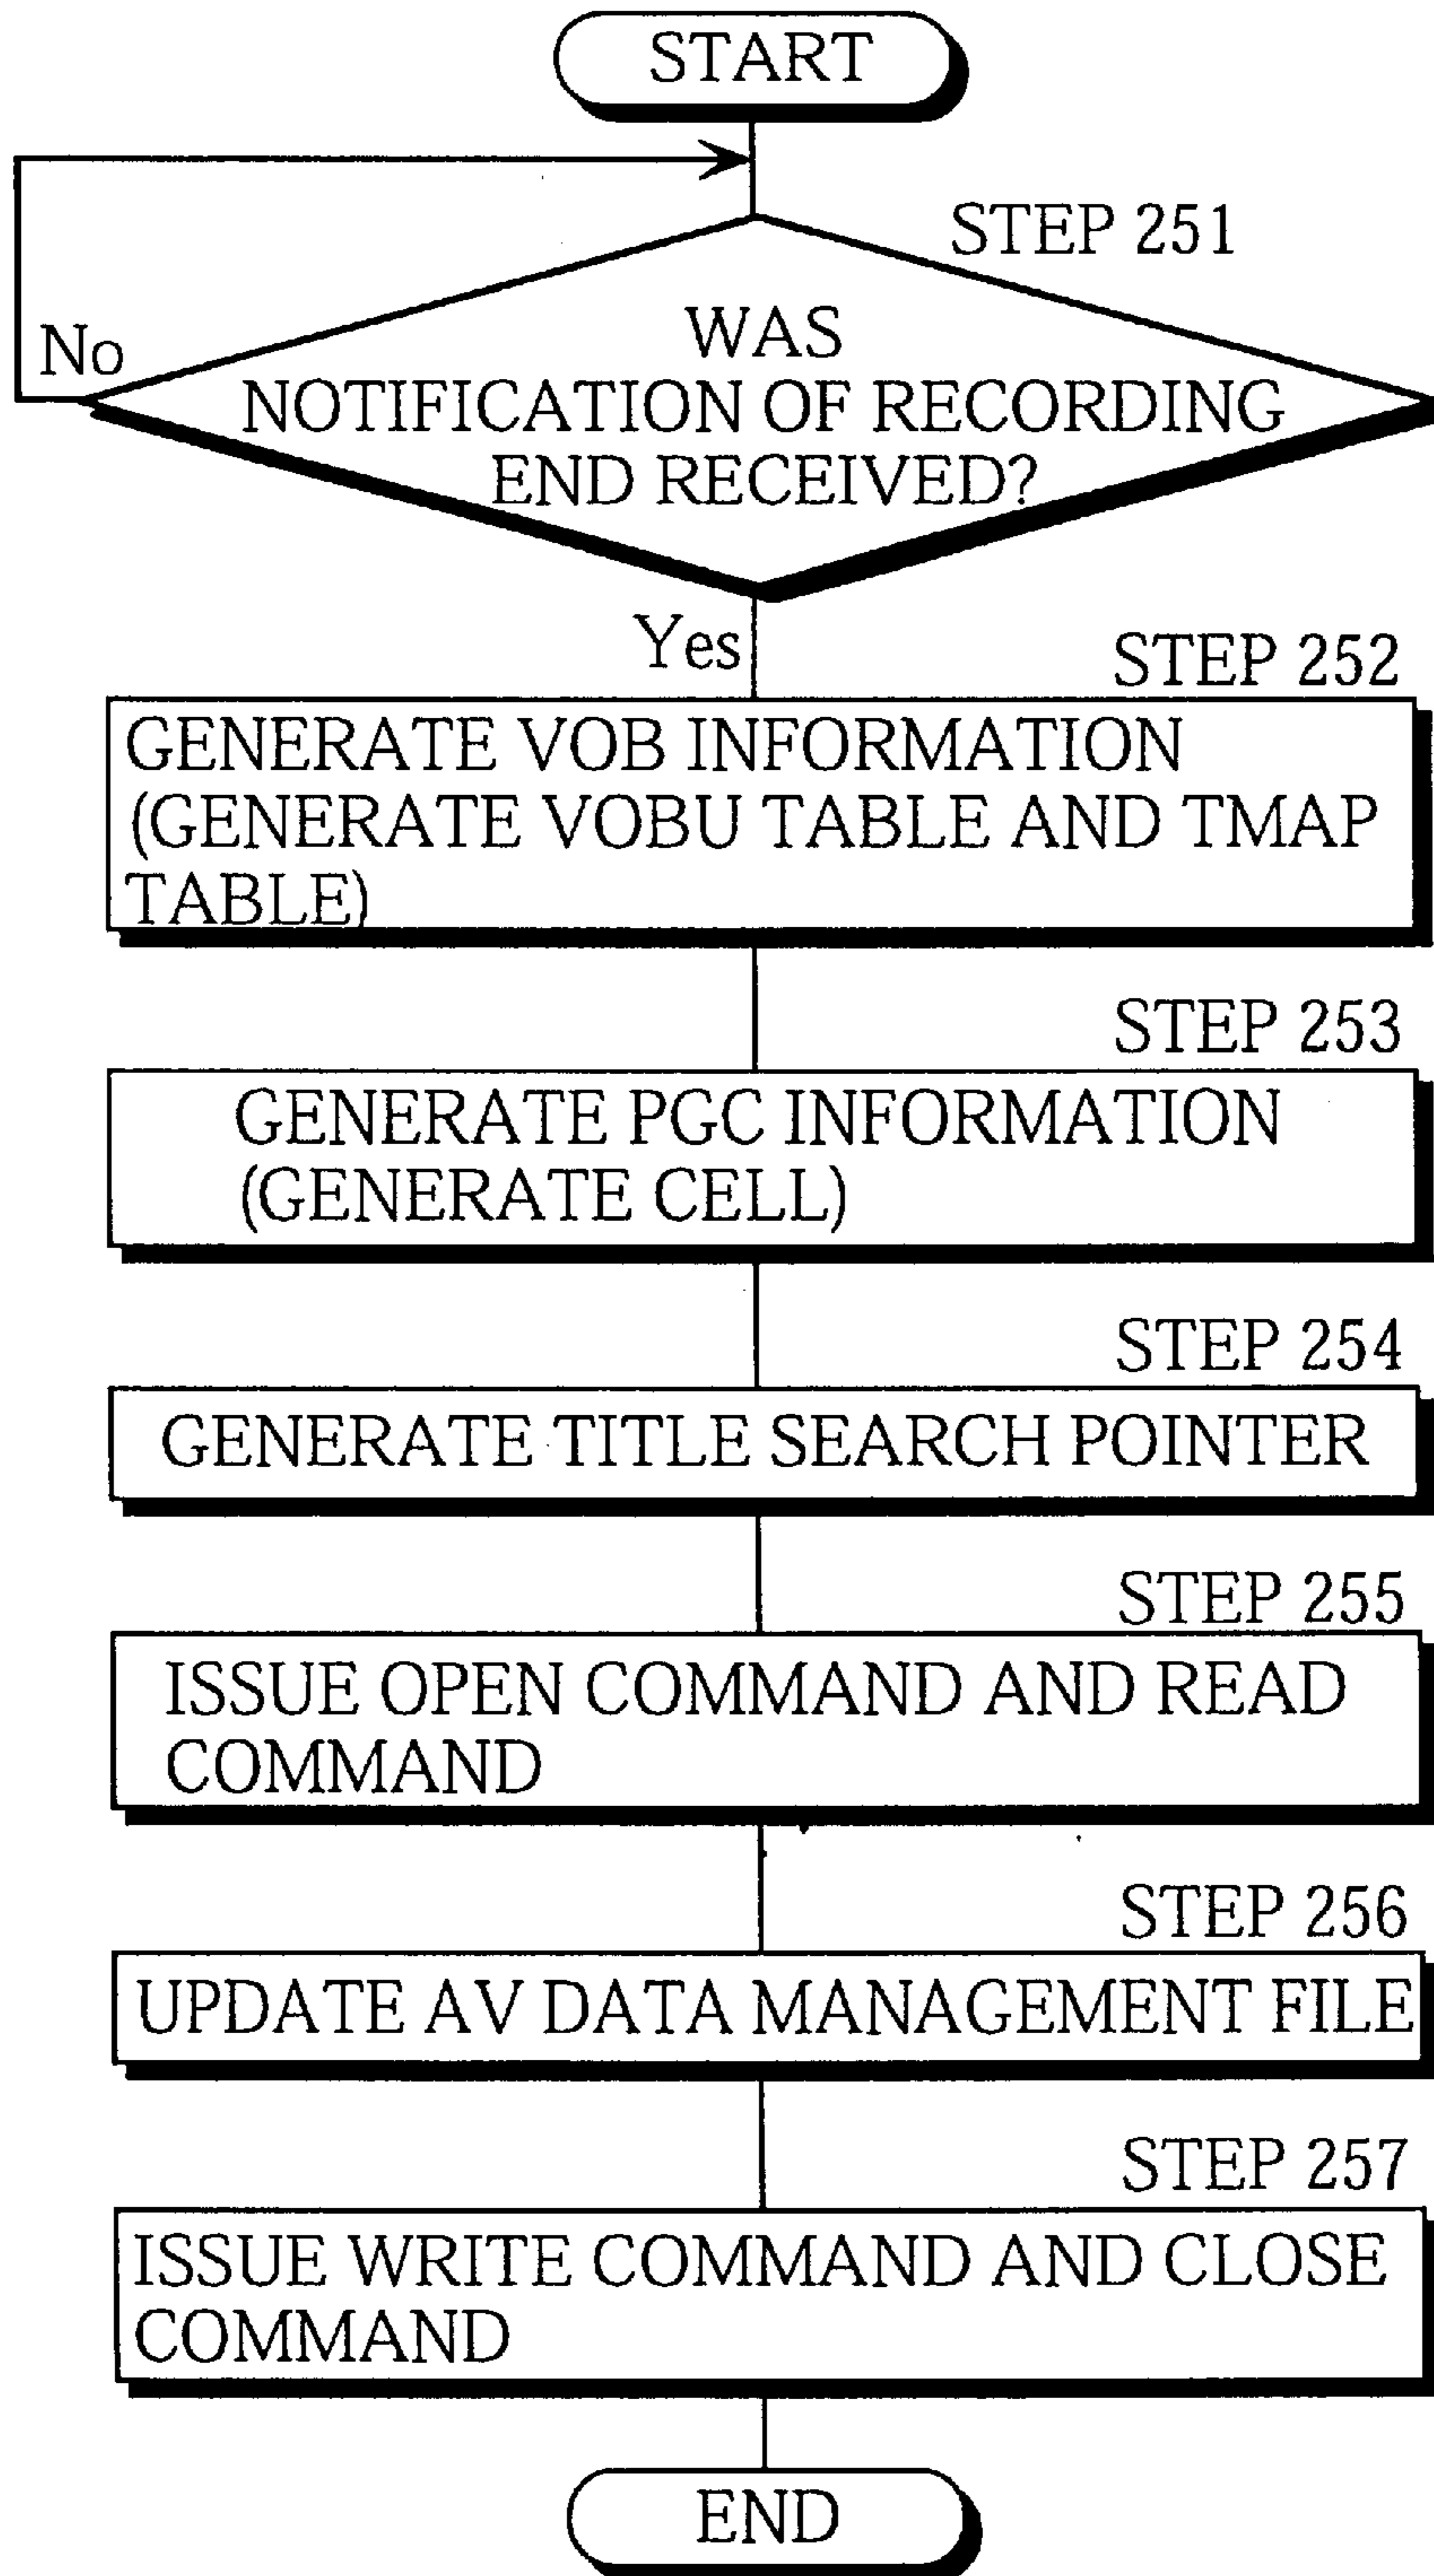 START
STEP 251
No
WAS
NOTIFICATION OF RECORDING
END RECEIVED?
Yes
STEP 252
GENERATE VOB INFORMATION
(GENERATE VOBU TABLE AND TMAP
TABLE)
STEP 253
GENERATE PGC INFORMATION
(GENERATE CELL)
STEP 254
GENERATE TITLE SEARCH POINTER
STEP 255
ISSUE OPEN COMMAND AND READ
COMMAND
STEP 256
UPDATE AV DATA MANAGEMENT FILE
STEP 257
ISSUE WRITE COMMAND AND CLOSE
COMMAND
END